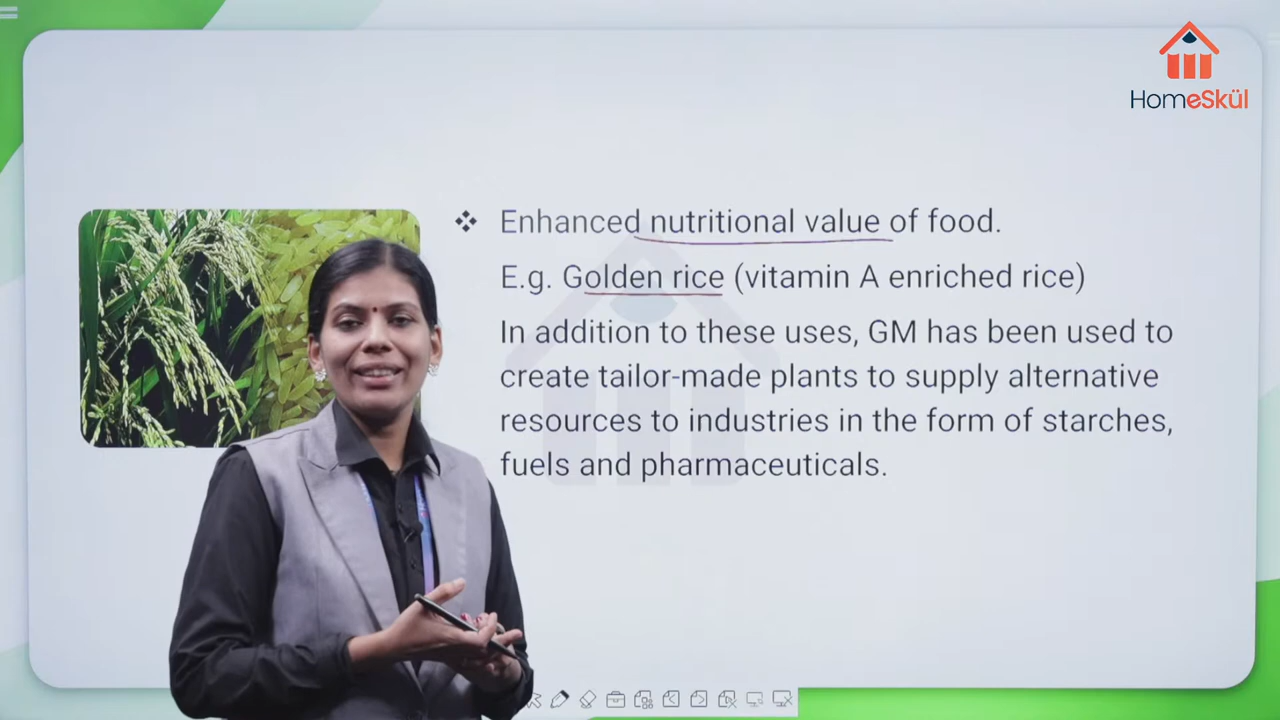 HomeSkül
Enhanced nutritional value of food.
E.g. Golden rice (vitamin A enriched rice)
In addition to these uses, GM has been used to
create tailor-made plants to supply alternative
resources to industries in the form of starches,
fuels and pharmaceuticals.